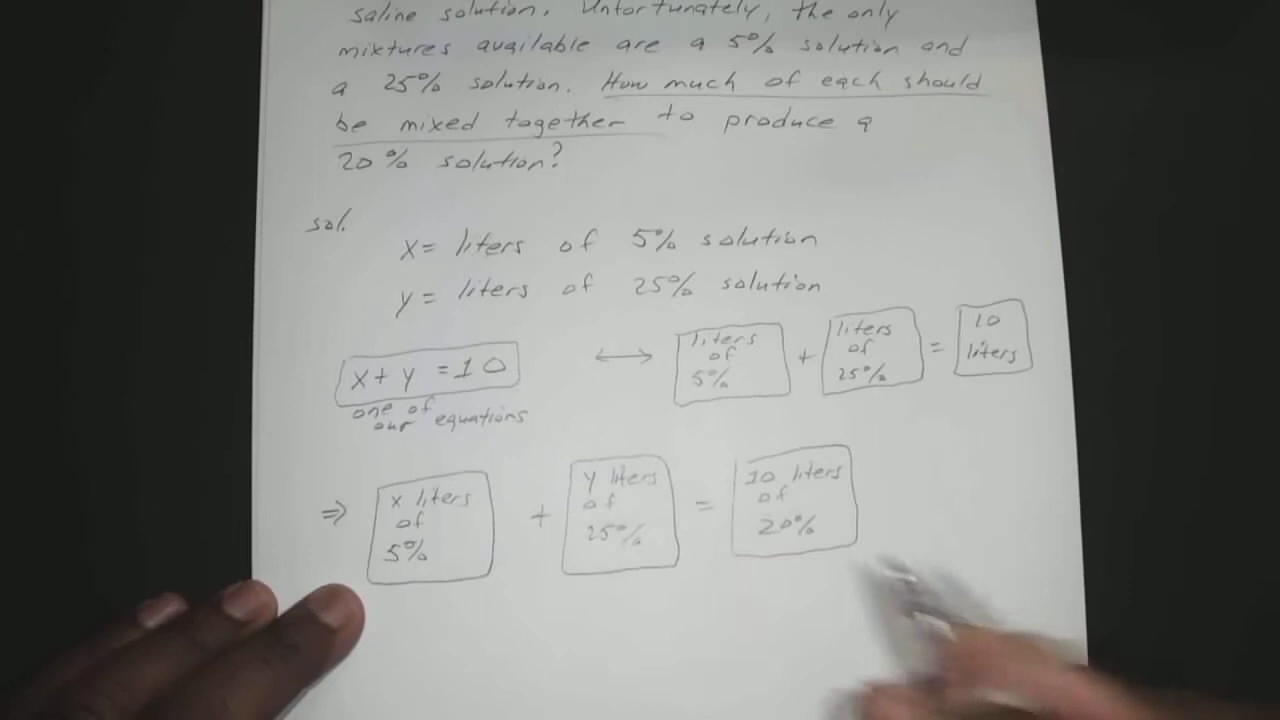 saline solution. Unfortunately, the only
mixtures available are a 5% solution and
a 25% solution. How much of each should
be mixed together to produce a
20% solution?
sol.
x= liters of 5% solution
y= liters of 25% solution
x+y=10 ↔ liters of 5% + liters of 25% = 10 liters
one of our equations
⇒ x liters of 5% + y liters of 25% = 10 liters of 20%